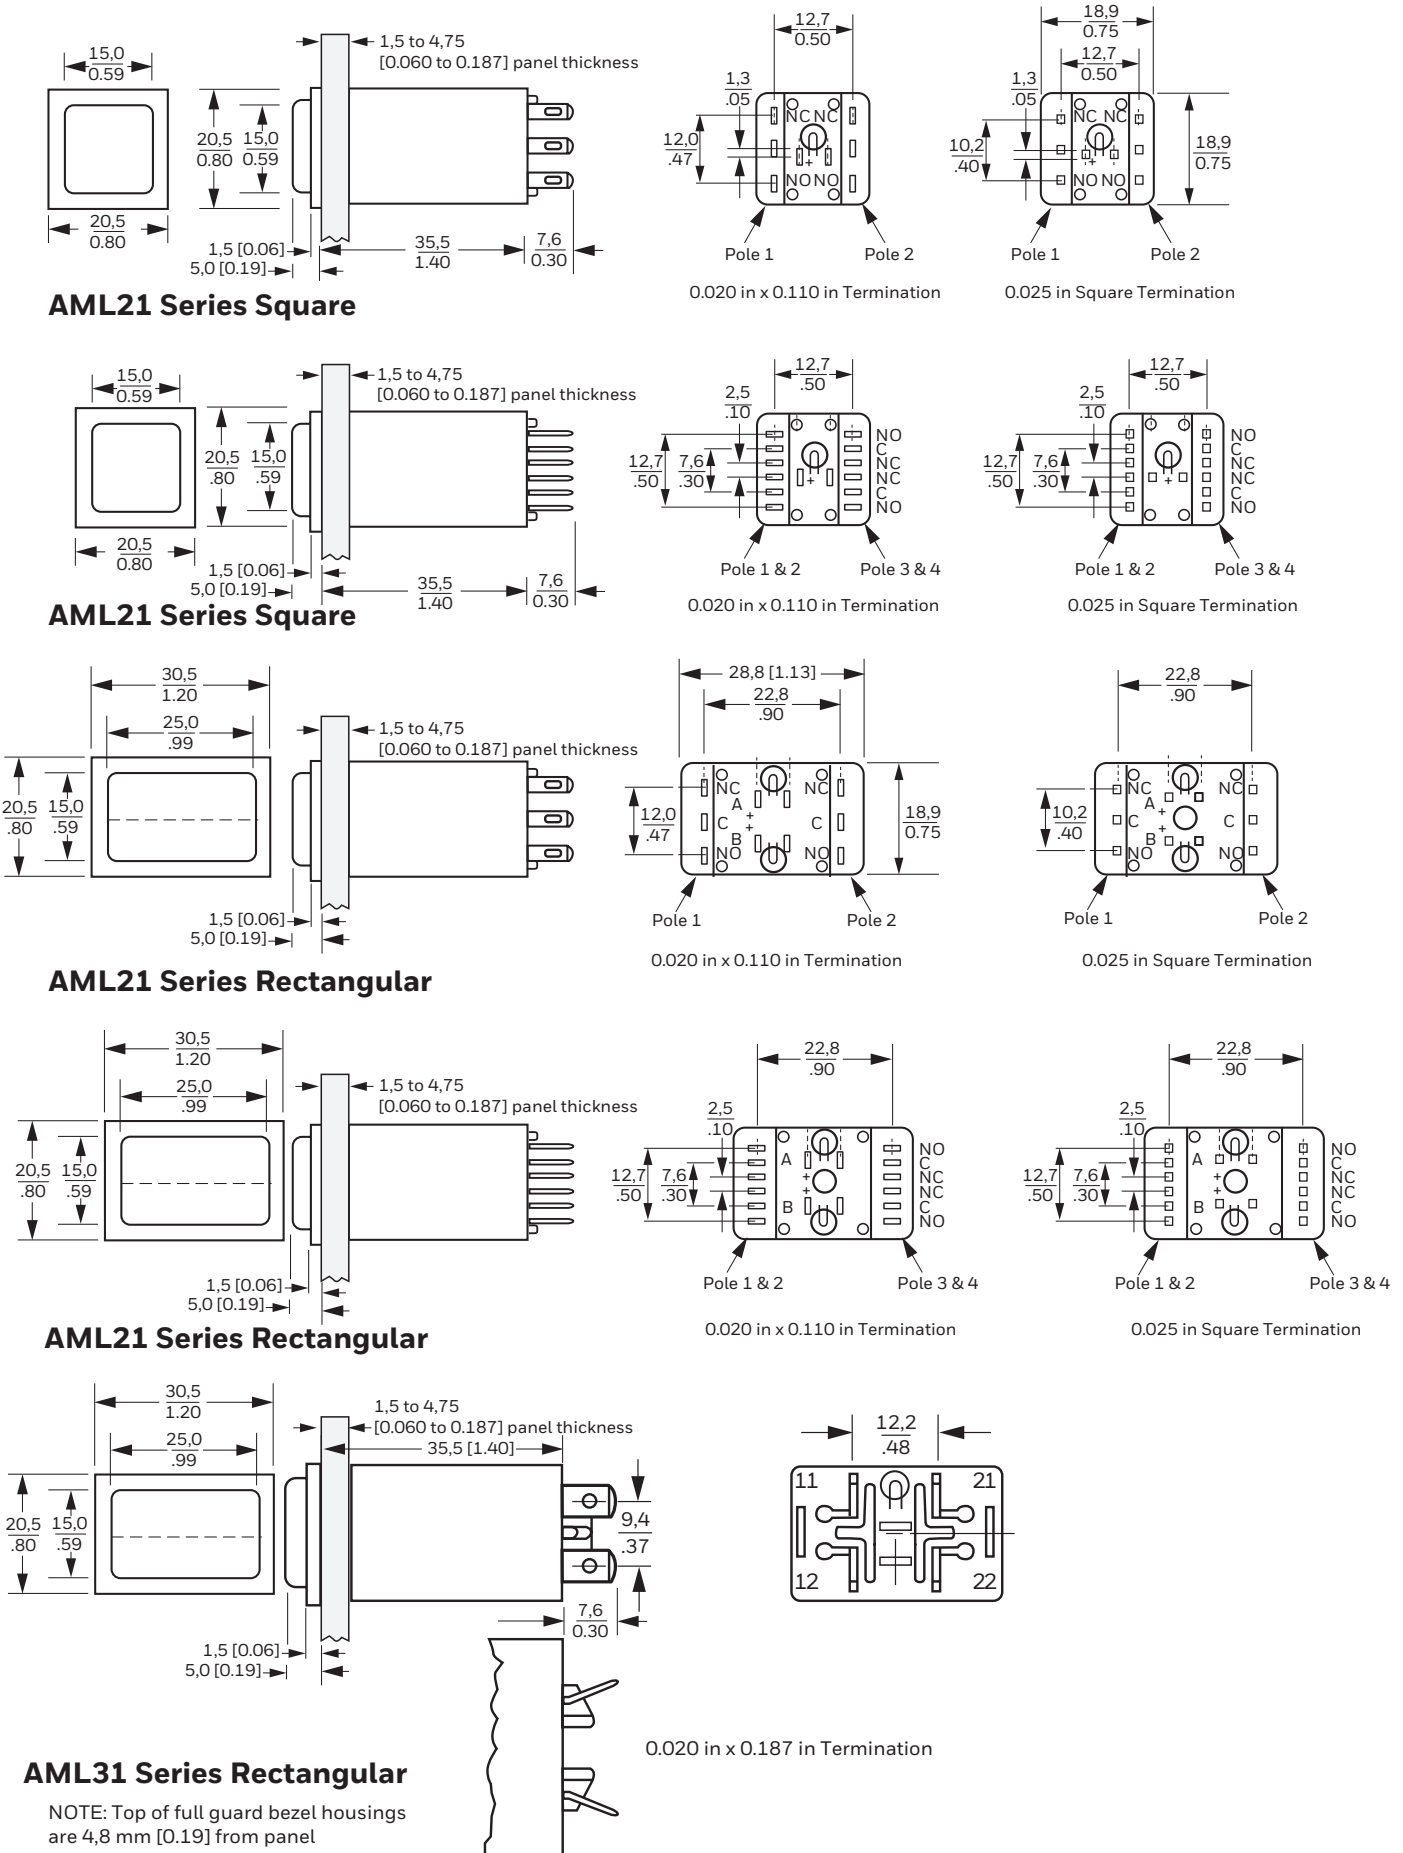 15,0
0.59
20,5
0.80
20,5
0.80
15,0
0.59
1,5 to 4,75
[0.060 to 0.187] panel thickness
1,5 [0.06]
5,0 [0.19]
35,5
1.40
7,6
0.30
12,7
0.50
1,3
.05
12,0
.47
NC NC
+
NO NO
Pole 1
Pole 2
0.020 in x 0.110 in Termination
18,9
0.75
12,7
0.50
1,3
.05
10,2
.40
NC NC
+
NO NO
18,9
0.75
Pole 1
Pole 2
0.025 in Square Termination
AML21 Series Square
15,0
0.59
20,5
0.80
20,5
.80
15,0
.59
1,5 to 4,75
[0.060 to 0.187] panel thickness
1,5 [0.06]
5,0 [0.19]
35,5
1.40
7,6
0.30
12,7
.50
2,5
.10
12,7
.50
7,6
.30
+
NO
C
NC
NC
C
NO
Pole 1 & 2
Pole 3 & 4
0.020 in x 0.110 in Termination
12,7
.50
2,5
.10
12,7
.50
7,6
.30
+
NO
C
NC
NC
C
NO
Pole 1 & 2
Pole 3 & 4
0.025 in Square Termination
AML21 Series Square
30,5
1.20
25,0
.99
20,5
.80
15,0
.59
1,5 to 4,75
[0.060 to 0.187] panel thickness
1,5 [0.06]
5,0 [0.19]
28,8 [1.13]
22,8
.90
12,0
.47
NC
NC
A
+
C
C
+
B
NO
NO
18,9
0.75
Pole 1
Pole 2
0.020 in x 0.110 in Termination
22,8
.90
10,2
.40
NC
NC
A
+
C
C
+
B
NO
NO
Pole 1
Pole 2
0.025 in Square Termination
AML21 Series Rectangular
30,5
1.20
25,0
.99
20,5
.80
15,0
.59
1,5 to 4,75
[0.060 to 0.187] panel thickness
1,5 [0.06]
5,0 [0.19]
22,8
.90
2,5
.10
12,7
.50
7,6
.30
A
+
+
B
NO
C
NC
NC
C
NO
Pole 1 & 2
Pole 3 & 4
0.020 in x 0.110 in Termination
22,8
.90
2,5
.10
12,7
.50
7,6
.30
A
+
+
B
NO
C
NC
NC
C
NO
Pole 1 & 2
Pole 3 & 4
0.025 in Square Termination
AML21 Series Rectangular
30,5
1.20
25,0
.99
20,5
.80
15,0
.59
1,5 to 4,75
[0.060 to 0.187] panel thickness
35,5 [1.40]
9,4
.37
7,6
0.30
1,5 [0.06]
5,0 [0.19]
12,2
.48
11
21
12
22
0.020 in x 0.187 in Termination
AML31 Series Rectangular
NOTE: Top of full guard bezel housings
are 4,8 mm [0.19] from panel